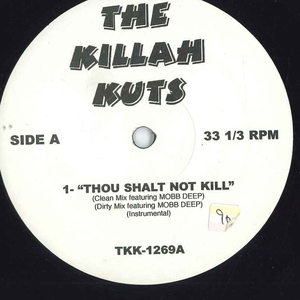 THE
KILLAH
KUTS
SIDE A
33 1/3 RPM
1- “THOU SHALT NOT KILL”
(Clean Mix featuring MOBB DEEP)
(Dirty Mix featuring MOBB DEEP)
(Instrumental)
TKK-1269A